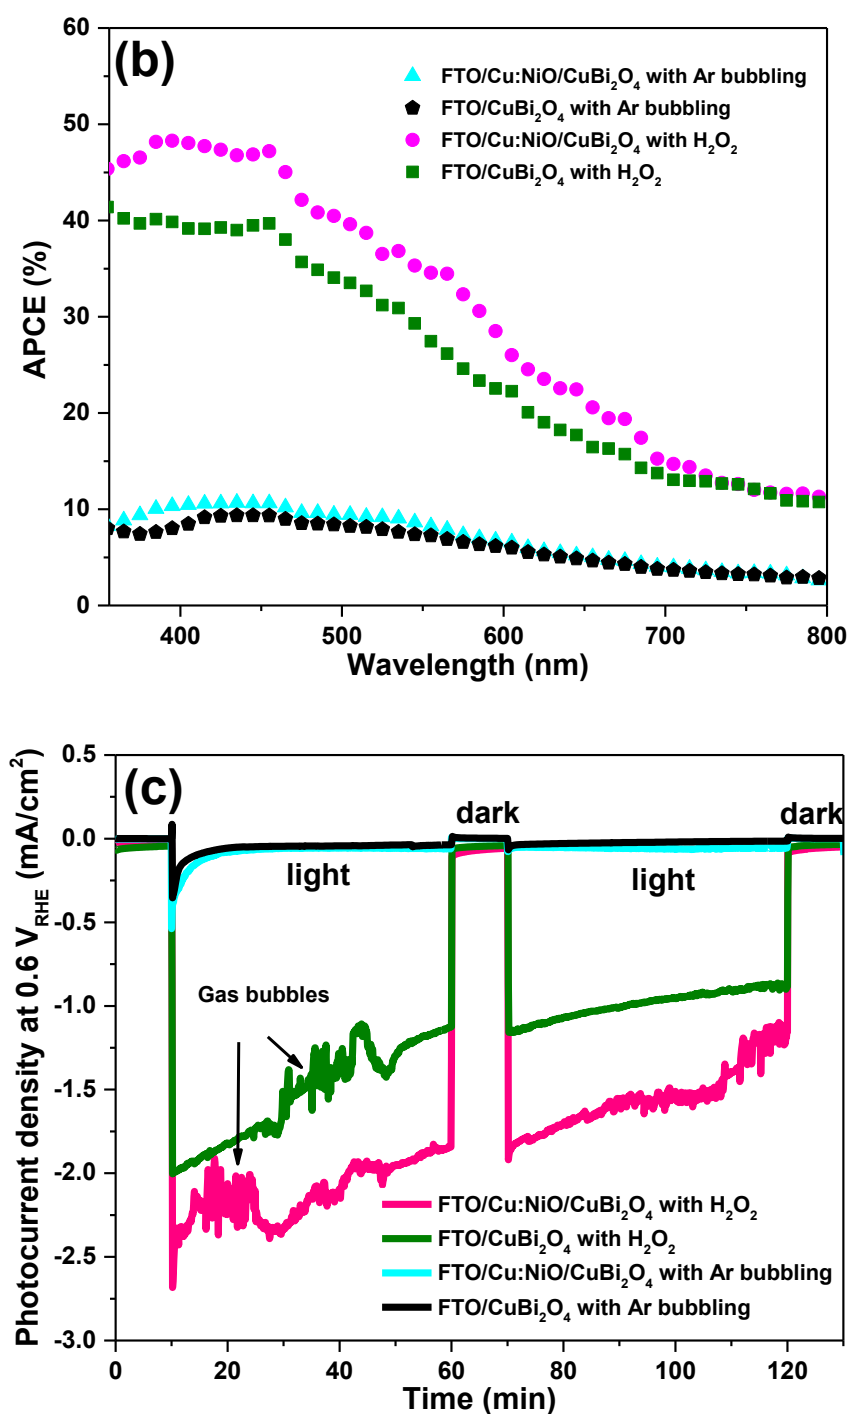 (b)
60
50
40
30
20
10
0
APCE (%)
FTO/Cu:NiO/CuBi₂O₄ with Ar bubbling
FTO/CuBi₂O₄ with Ar bubbling
FTO/Cu:NiO/CuBi₂O₄ with H₂O₂
FTO/CuBi₂O₄ with H₂O₂
400 500 600 700 800
Wavelength (nm)
(c)
0.5
0.0
-0.5
-1.0
-1.5
-2.0
-2.5
-3.0
Photocurrent density at 0.6 V_RHE (mA/cm²)
dark
dark
light
light
Gas bubbles
FTO/Cu:NiO/CuBi₂O₄ with H₂O₂
FTO/CuBi₂O₄ with H₂O₂
FTO/Cu:NiO/CuBi₂O₄ with Ar bubbling
FTO/CuBi₂O₄ with Ar bubbling
0 20 40 60 80 100 120
Time (min)